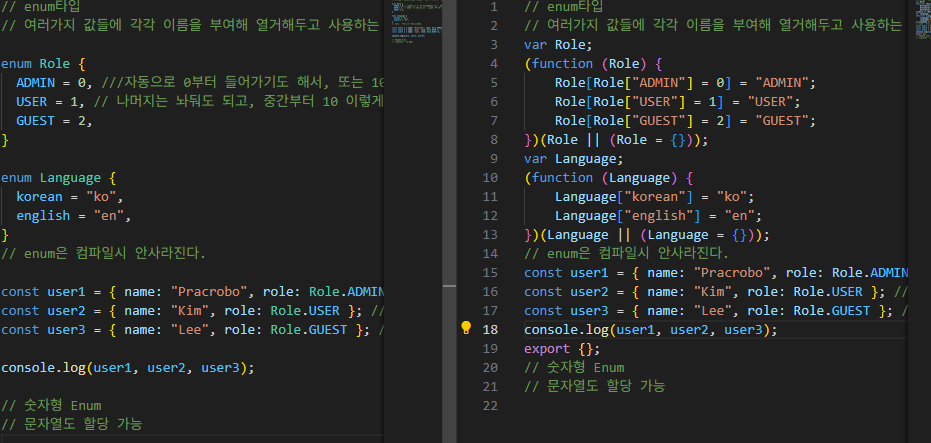 // enum타입
// 여러가지 값들에 각각 이름을 부여해 열거해두고 사용하는
enum Role {
ADMIN = 0, ///자동으로 0부터 들어가기도 해서, 또는 10
USER = 1, // 나머지는 놔둬도 되고, 중간부터 10 이렇게
GUEST = 2,
}
enum Language {
korean = "ko",
english = "en",
}
// enum은 컴파일시 안사라진다.
const user1 = { name: "Pracrobo", role: Role.ADMIN
const user2 = { name: "Kim", role: Role.USER }; //
const user3 = { name: "Lee", role: Role.GUEST }; /
console.log(user1, user2, user3);
// 숫자형 Enum
// 문자열도 할당 가능
1 // enum타입
2 // 여러가지 값들에 각각 이름을 부여해 열거해두고 사용하는
3 var Role;
4 (function (Role) {
5 Role[Role["ADMIN"] = 0] = "ADMIN";
6 Role[Role["USER"] = 1] = "USER";
7 Role[Role["GUEST"] = 2] = "GUEST";
8 })(Role || (Role = {}));
9 var Language;
10 (function (Language) {
11 Language["korean"] = "ko";
12 Language["english"] = "en";
13 })(Language || (Language = {}));
14 // enum은 컴파일시 안사라진다.
15 const user1 = { name: "Pracrobo", role: Role.ADMIN
16 const user2 = { name: "Kim", role: Role.USER }; //
17 const user3 = { name: "Lee", role: Role.GUEST }; /
18 console.log(user1, user2, user3);
19 export {};
20 // 숫자형 Enum
21 // 문자열도 할당 가능
22